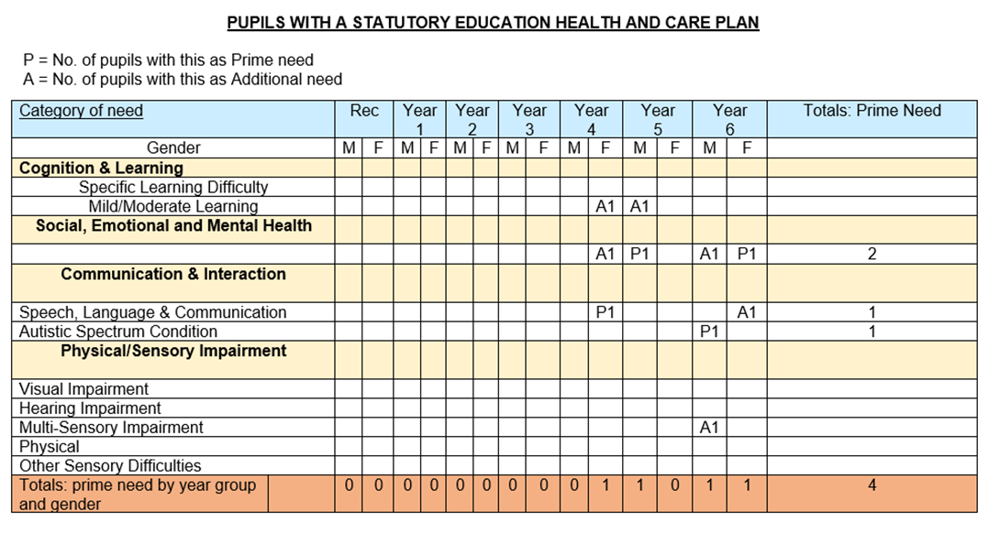 PUPILS WITH A STATUTORY EDUCATION HEALTH AND CARE PLAN
P = No. of pupils with this as Prime need
A = No. of pupils with this as Additional need
Category of need Rec Year 1 Year 2 Year 3 Year 4 Year 5 Year 6 Totals: Prime Need
Gender M F M F M F M F M F M F M F
Cognition & Learning
Specific Learning Difficulty
Mild/Moderate Learning A1 A1
Social, Emotional and Mental Health
A1 P1 A1 P1 2
Communication & Interaction
Speech, Language & Communication P1 A1 1
Autistic Spectrum Condition P1 1
Physical/Sensory Impairment
Visual Impairment
Hearing Impairment
Multi-Sensory Impairment A1
Physical
Other Sensory Difficulties
Totals: prime need by year group 0 0 0 0 0 0 0 0 0 1 1 0 1 1 4
and gender